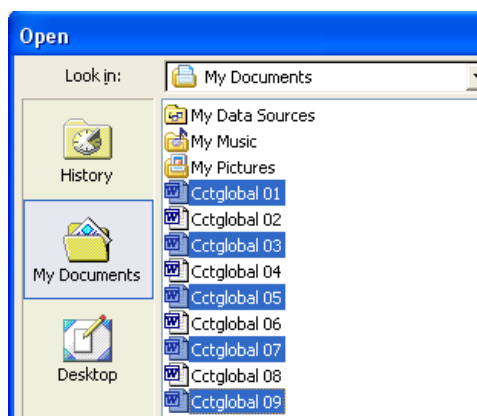 Open
Look in:
My Documents
History
My Documents
Desktop
My Data Sources
My Music
My Pictures
Cctglobal 01
Cctglobal 02
Cctglobal 03
Cctglobal 04
Cctglobal 05
Cctglobal 06
Cctglobal 07
Cctglobal 08
Cctglobal 09